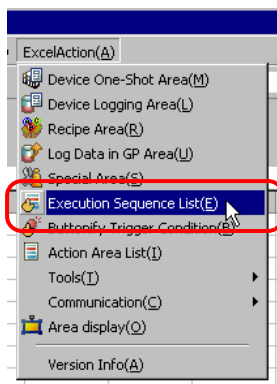 ExcelAction(A)
Device One-Shot Area(M)
Device Logging Area(L)
Recipe Area(R)
Log Data in GP Area(U)
Special Area(S)
Execution Sequence List(E)
Buttonify Trigger Condition(B)
Action Area List(I)
Tools(T)
Communication(C)
Area display(O)
Version Info(A)